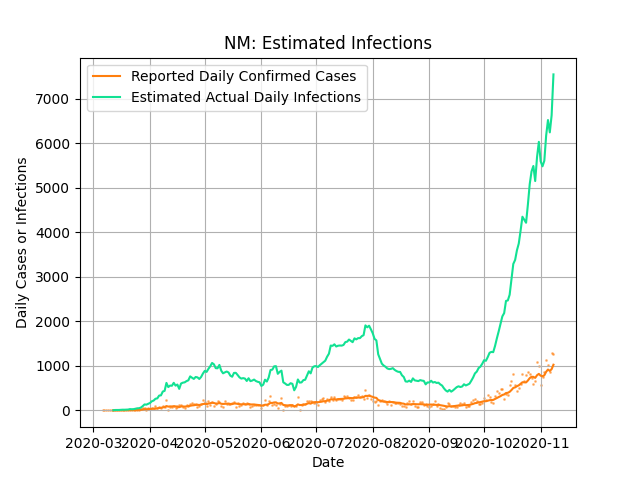 NM: Estimated Infections
Reported Daily Confirmed Cases
Estimated Actual Daily Infections
7000
6000
5000
4000
3000
2000
1000
0
Daily Cases or Infections
2020-03 2020-04 2020-05 2020-06 2020-07 2020-08 2020-09 2020-10 2020-11
Date